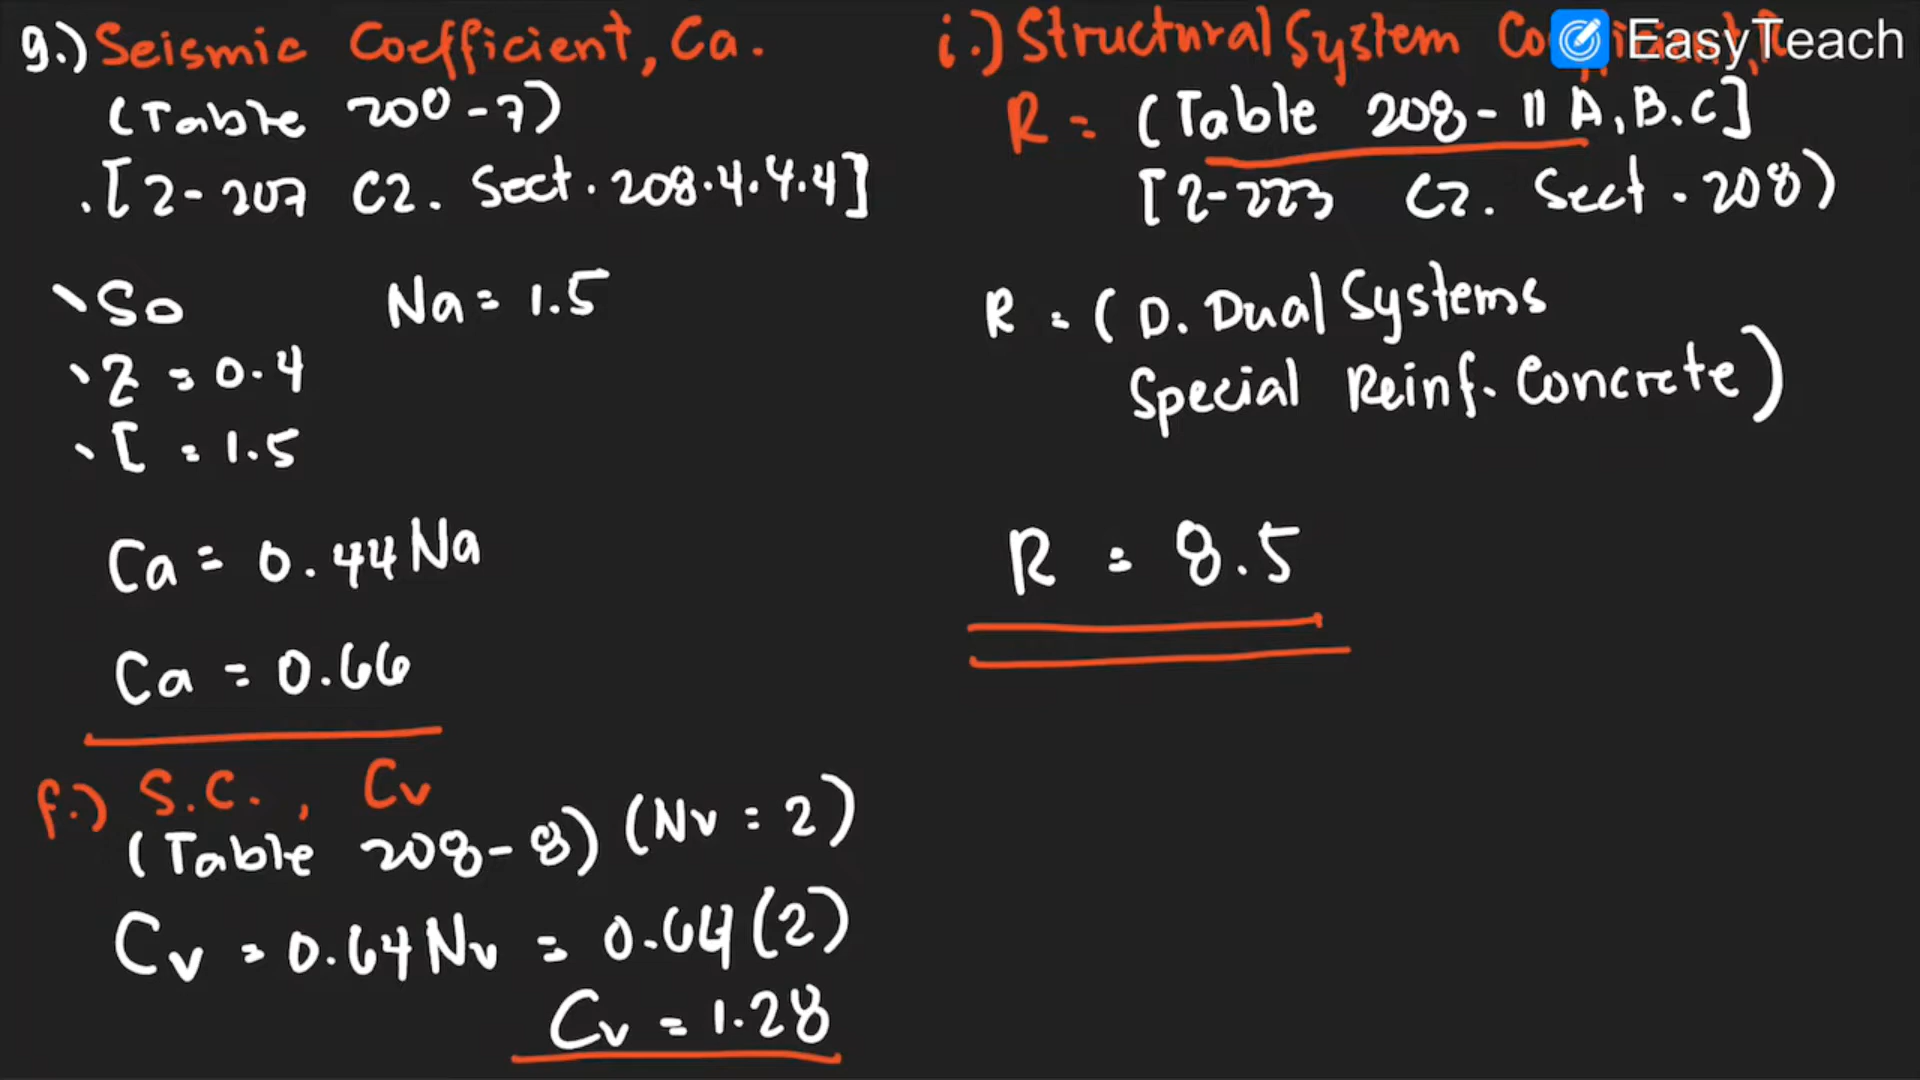 g.) Seismic Coefficient, Ca.
(Table 208-7)
.[2-207 C2. Sect. 208.4.4.4]
SD Na = 1.5
Z = 0.4
I = 1.5
Ca = 0.44Na
Ca = 0.66
f.) S.C., Cv
(Table 208-8) (Nv = 2)
Cv = 0.64Nv = 0.64(2)
Cv = 1.28
i.) Structural System
EasyTeach
R = (Table 208-11 A,B.C]
[2-223 C2. Sect. 208)
R = (D. Dual Systems
Special Reinf. Concrete)
R = 8.5